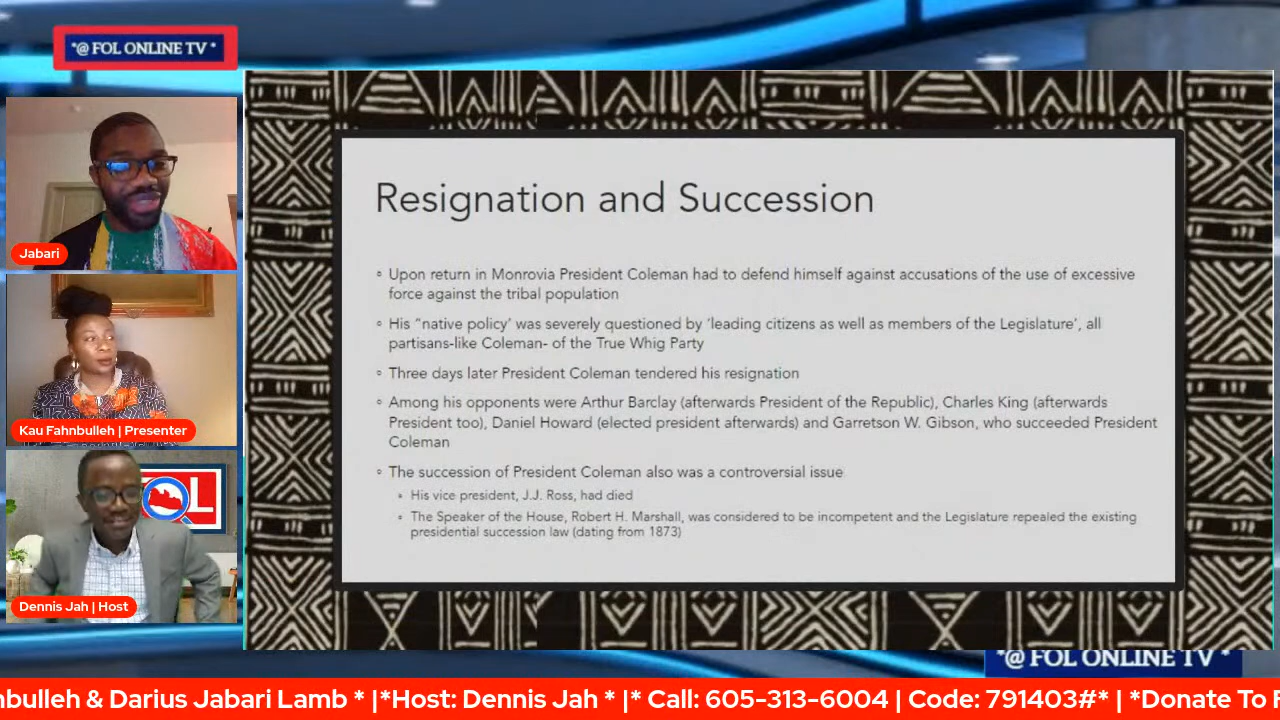 *@ FOL ONLINE TV *
Jabari
Kau Fahnbulleh | Presenter
OL
Dennis Jah | Host
Resignation and Succession
Upon return in Monrovia President Coleman had to defend himself against accusations of the use of excessive
force against the tribal population
His “native policy’ was severely questioned by ‘leading citizens as well as members of the Legislature’, all
partisans-like Coleman- of the True Whig Party
Three days later President Coleman tendered his resignation
Among his opponents were Arthur Barclay (afterwards President of the Republic), Charles King (afterwards
President too), Daniel Howard (elected president afterwards) and Garretson W. Gibson, who succeeded President
Coleman
The succession of President Coleman also was a controversial issue
His vice president, J.J. Ross, had died
The Speaker of the House, Robert H. Marshall, was considered to be incompetent and the Legislature repealed the existing
presidential succession law (dating from 1873)
*@ FOL ONLINE TV *
nbulleh & Darius Jabari Lamb * |*Host: Dennis Jah * |* Call: 605-313-6004 | Code: 791403#* | *Donate To F